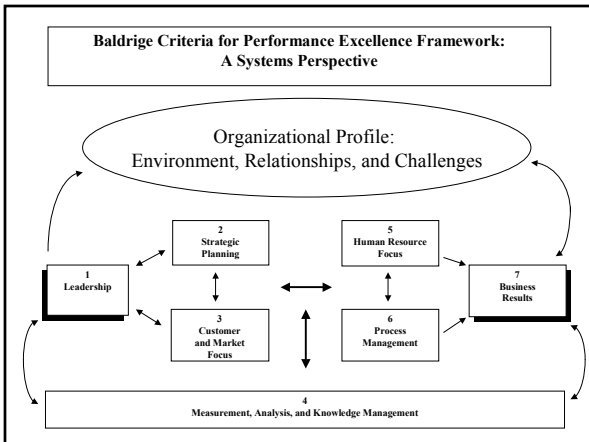 Baldrige Criteria for Performance Excellence Framework:
A Systems Perspective
Organizational Profile:
Environment, Relationships, and Challenges
2
Strategic
Planning
5
Human Resource
Focus
1
Leadership
7
Business
Results
3
Customer
and Market
Focus
6
Process
Management
4
Measurement, Analysis, and Knowledge Management